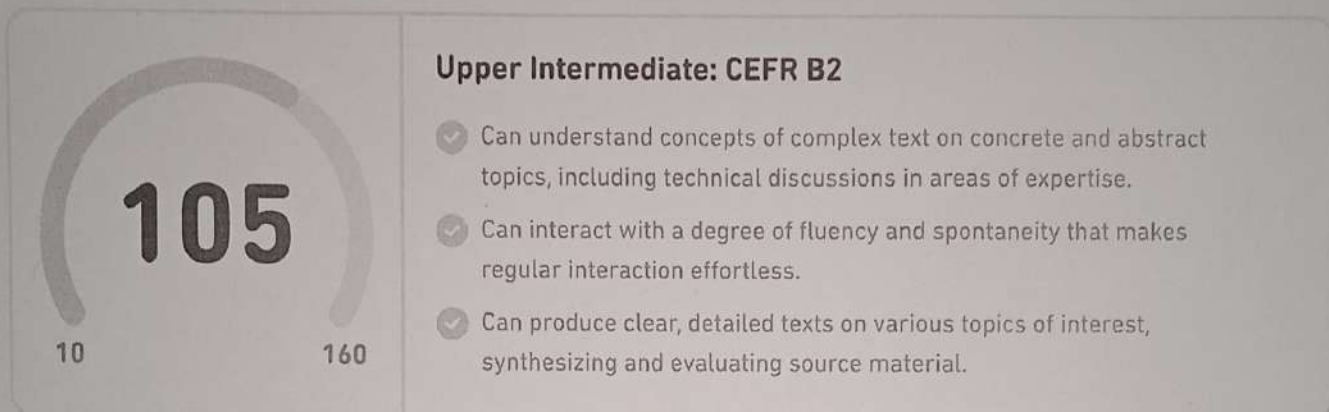 105
10
160
Upper Intermediate: CEFR B2
Can understand concepts of complex text on concrete and abstract
topics, including technical discussions in areas of expertise.
Can interact with a degree of fluency and spontaneity that makes
regular interaction effortless.
Can produce clear, detailed texts on various topics of interest,
synthesizing and evaluating source material.